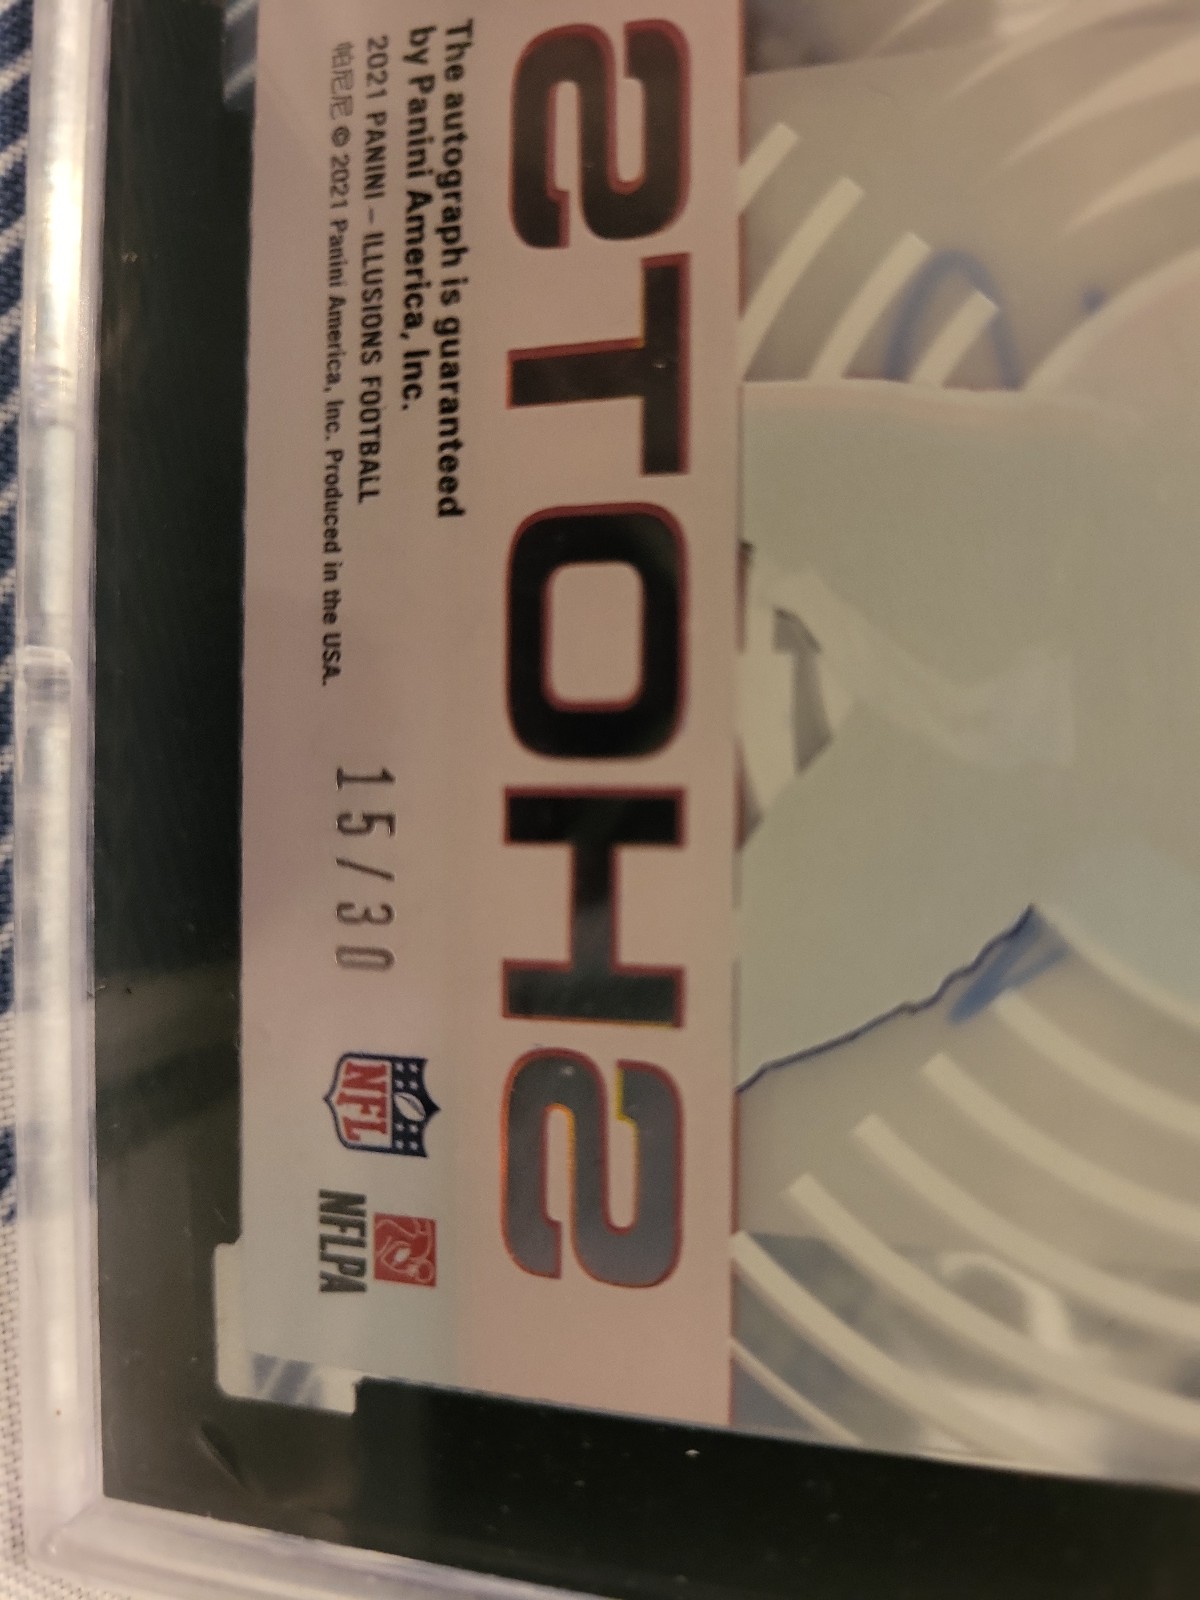 SHOTS
The autograph is guaranteed
by Panini America, Inc.
2021 PANINI – ILLUSIONS FOOTBALL
帕尼尼 © 2021 Panini America, Inc. Produced in the USA.
15/30
NFL
NFLPA